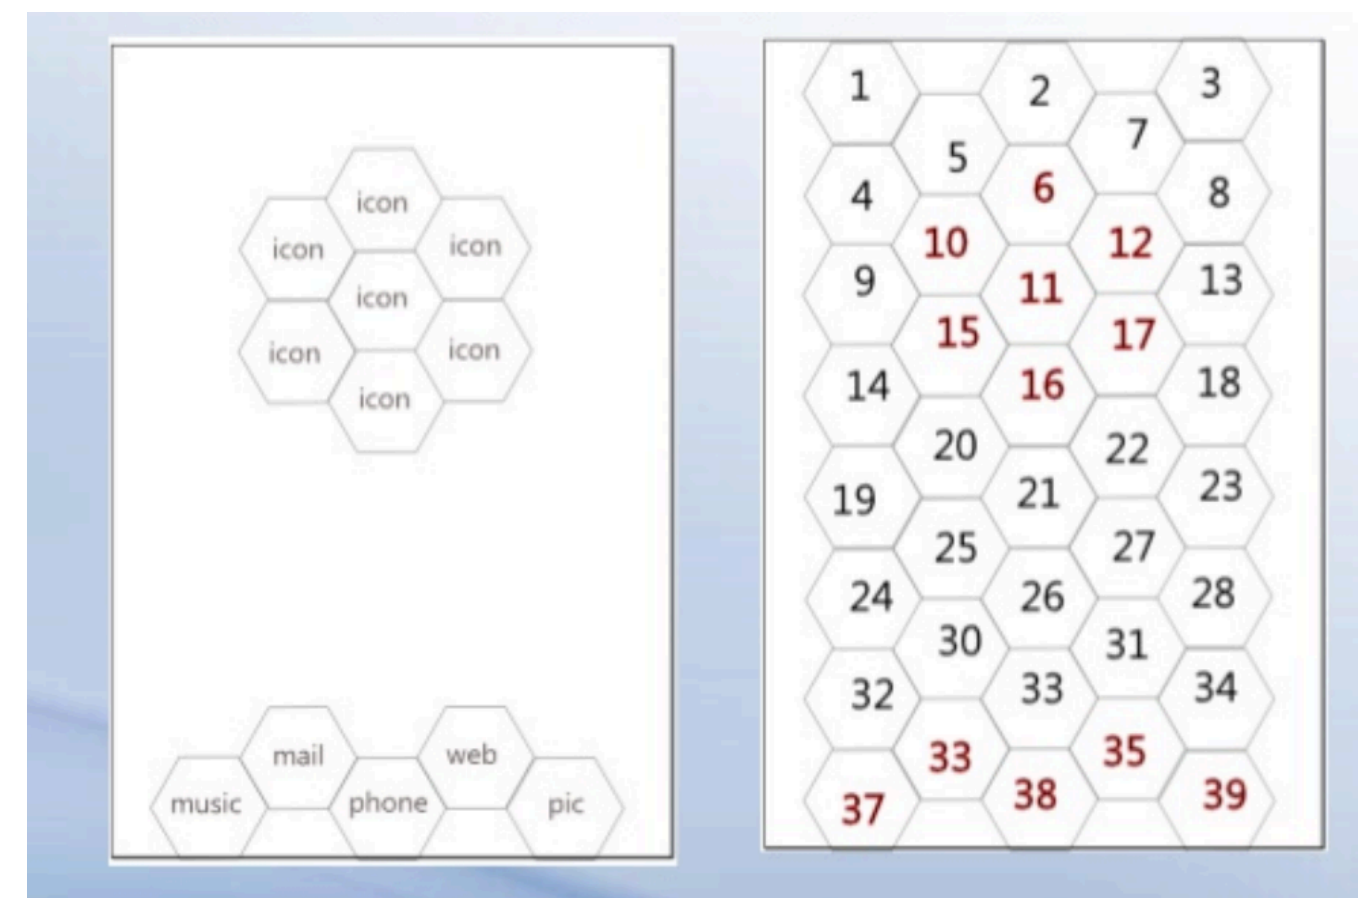 icon
icon icon
icon
icon icon
icon
mail web
music phone pic
1 2 3
5 7
4 6 8
10 12
9 11 13
15 17
14 16 18
20 22
19 21 23
25 27
24 26 28
30 31
32 33 34
33 35
37 38 39